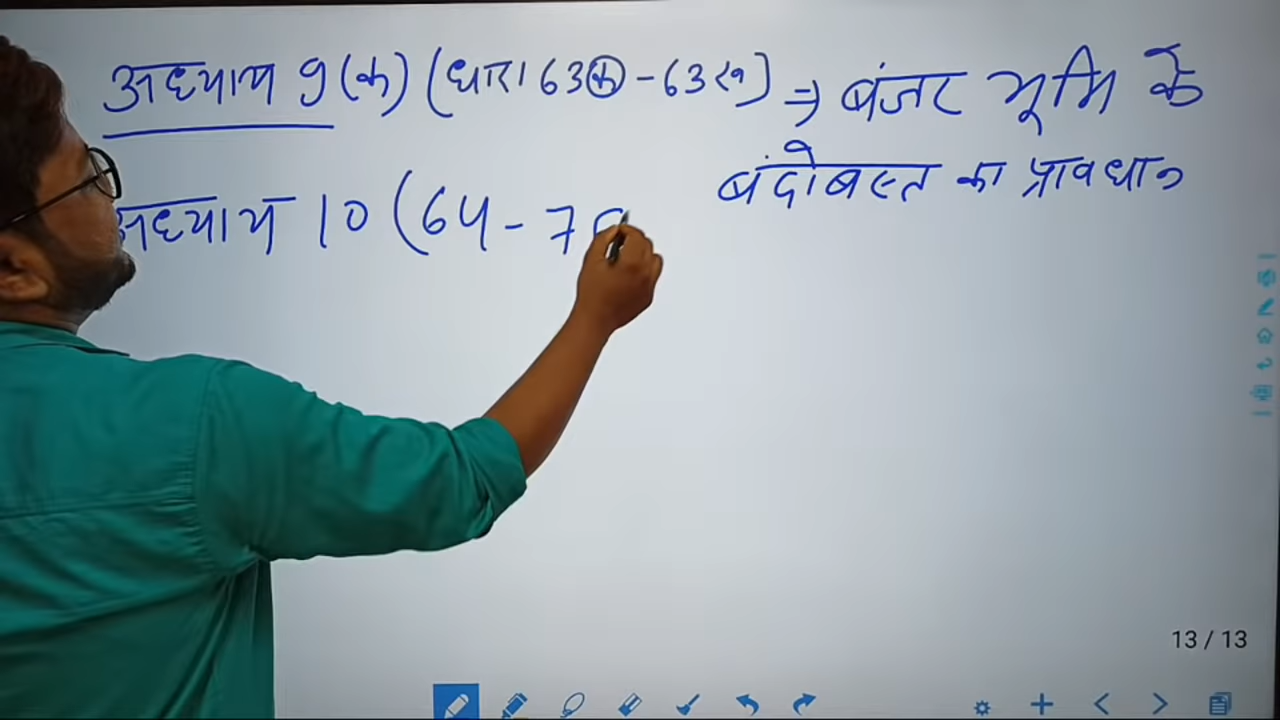 अध्याय 9 (क) (धारा 63क - 63ख) ⇒ बंजर भूमि के
बंदोबस्त का प्रावधान
अध्याय 10 (64 - 7
13 / 13